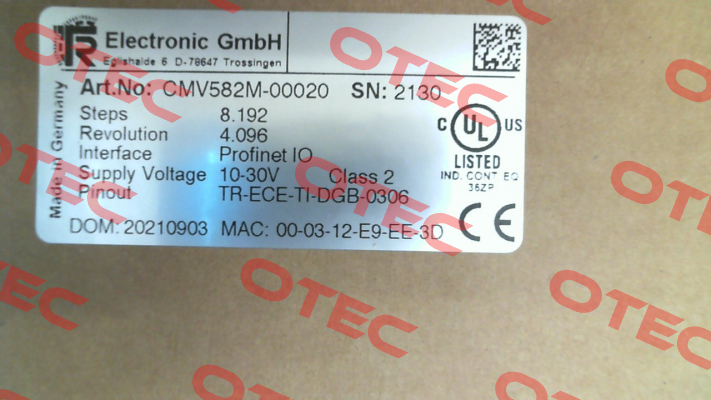 TR Electronic GmbH
Eglishalde 6 D-78647 Trossingen
Art.No: CMV582M-00020 SN: 2130
Steps 8.192
Revolution 4.096
Interface Profinet IO
Supply Voltage 10-30V Class 2
Pinout TR-ECE-TI-DGB-0306
DOM: 20210903 MAC: 00-03-12-E9-EE-3D
Made in Germany
C UL US
LISTED
IND. CONT. EQ
36ZP
CE
OTEC
OTEC
OTEC
OTEC
OTEC
OTEC
OTEC
OTEC